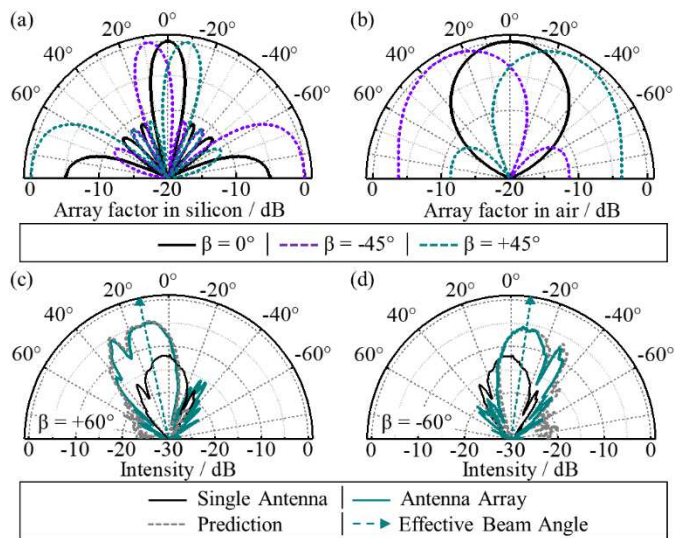 (a) 0° (b) 0°
20° -20° 20° -20°
40° -40° 40° -40°
60° -60° 60° -60°
0 -10 -20 -10 0 0 -10 -20 -10 0
Array factor in silicon / dB Array factor in air / dB
β = 0° | β = -45° | β = +45°
(c) 0° (d) 0°
20° -20° 20° -20°
40° -40° 40° -40°
60° -60° 60° -60°
β = +60° β = -60°
0 -10 -20 -30 -20 -10 0 0 -10 -20 -30 -20 -10 0
Intensity / dB Intensity / dB
Single Antenna | Antenna Array
Prediction | Effective Beam Angle